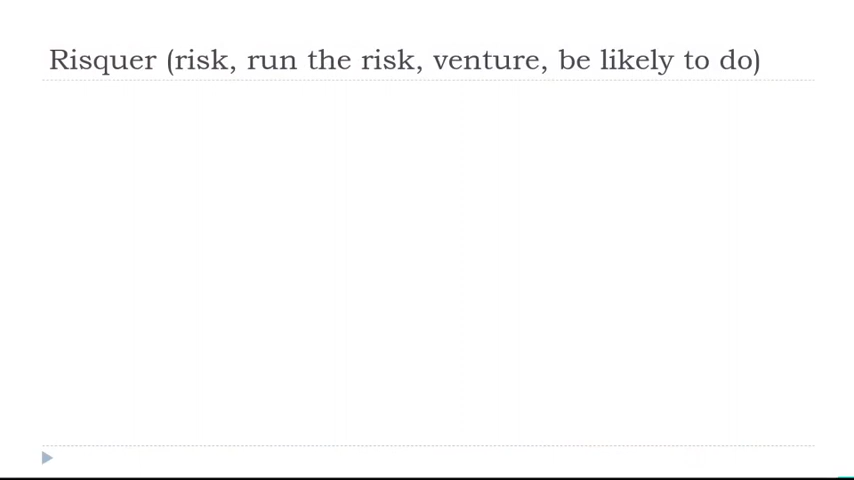 Risquer (risk, run the risk, venture, be likely to do)